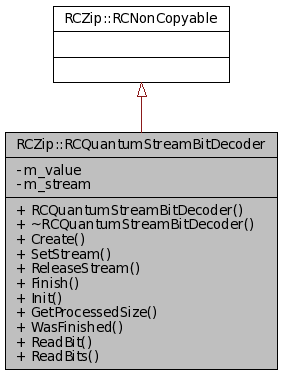 RCZip::RCNonCopyable
RCZip::RCQuantumStreamBitDecoder
- m_value
- m_stream
+ RCQuantumStreamBitDecoder()
+ ~RCQuantumStreamBitDecoder()
+ Create()
+ SetStream()
+ ReleaseStream()
+ Finish()
+ Init()
+ GetProcessedSize()
+ WasFinished()
+ ReadBit()
+ ReadBits()